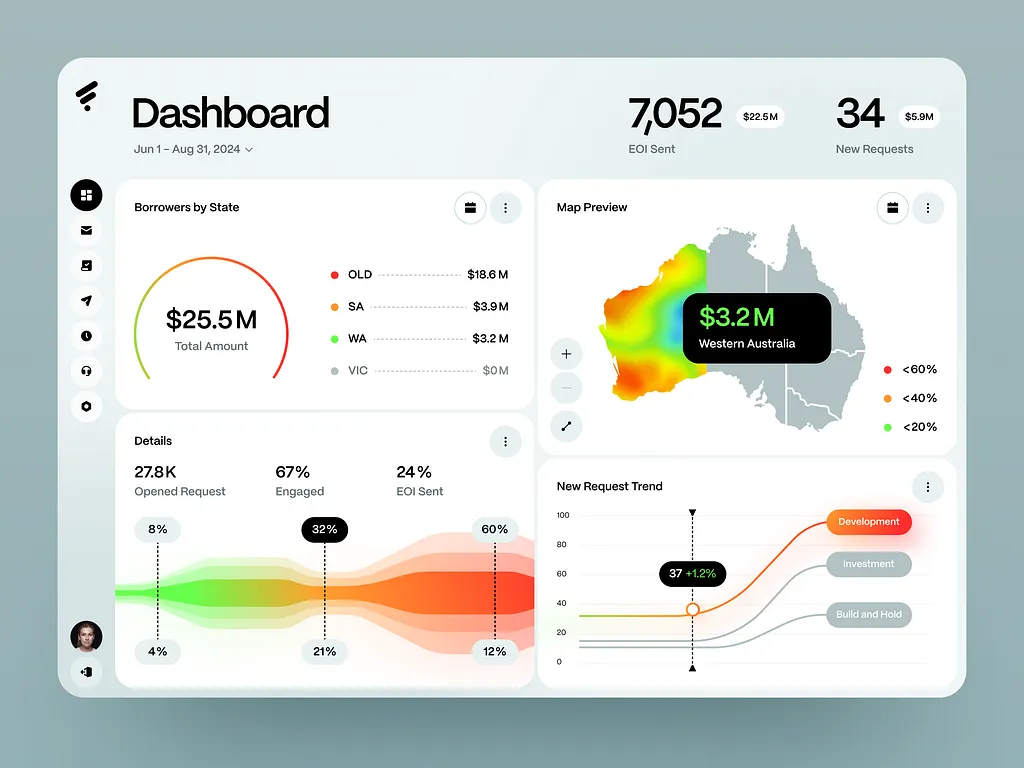 Dashboard
Jun 1 – Aug 31, 2024
7,052 $22.5M
EOI Sent
34 $5.9M
New Requests
Borrowers by State
$25.5M
Total Amount
OLD $18.6M
SA $3.9M
WA $3.2M
VIC $0M
Map Preview
$3.2M
Western Australia
<60%
<40%
<20%
Details
27.8K
Opened Request
67%
Engaged
24%
EOI Sent
8% 32% 60%
4% 21% 12%
New Request Trend
100
80
60
40
20
0
37 +1.2%
Development
Investment
Build and Hold